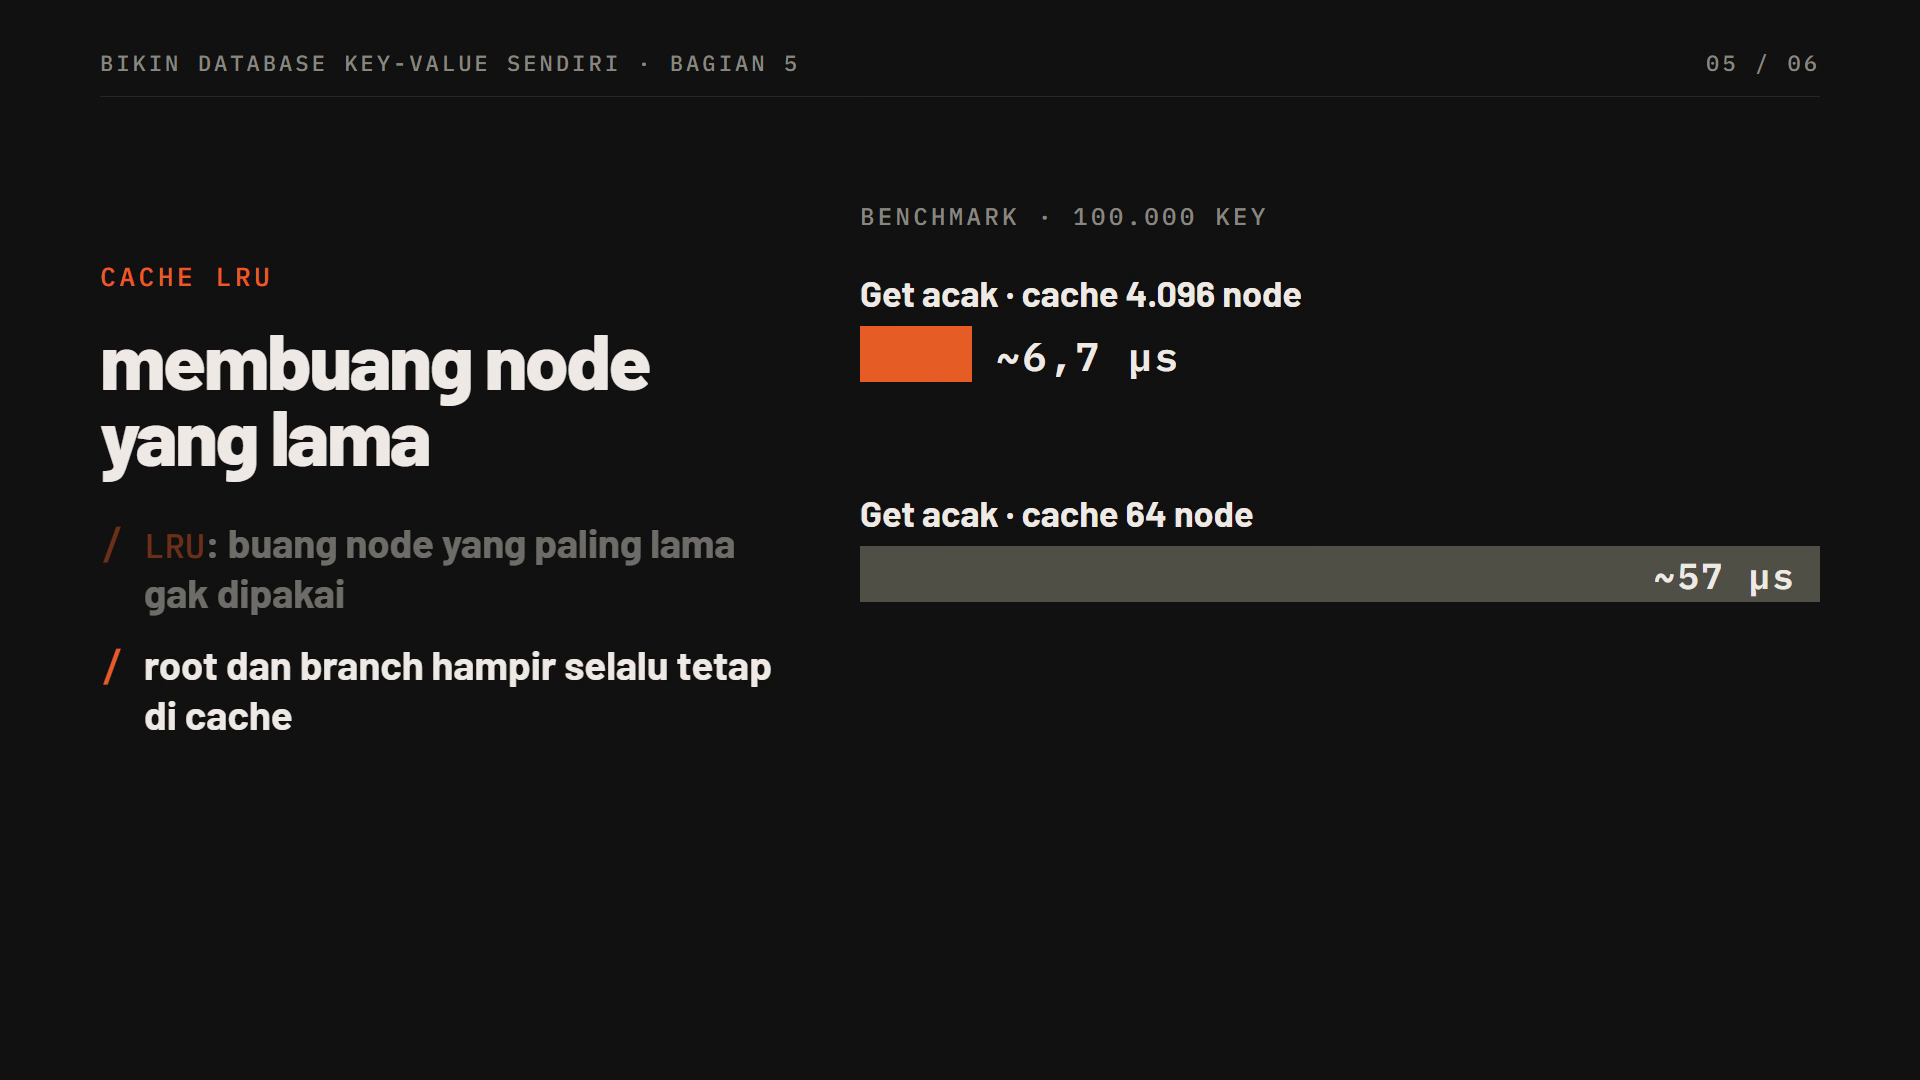 BIKIN DATABASE KEY-VALUE SENDIRI · BAGIAN 5
05 / 06
CACHE LRU
membuang node
yang lama
/ LRU: buang node yang paling lama
gak dipakai
/ root dan branch hampir selalu tetap
di cache
BENCHMARK · 100.000 KEY
Get acak · cache 4.096 node
~6,7 µs
Get acak · cache 64 node
~57 µs